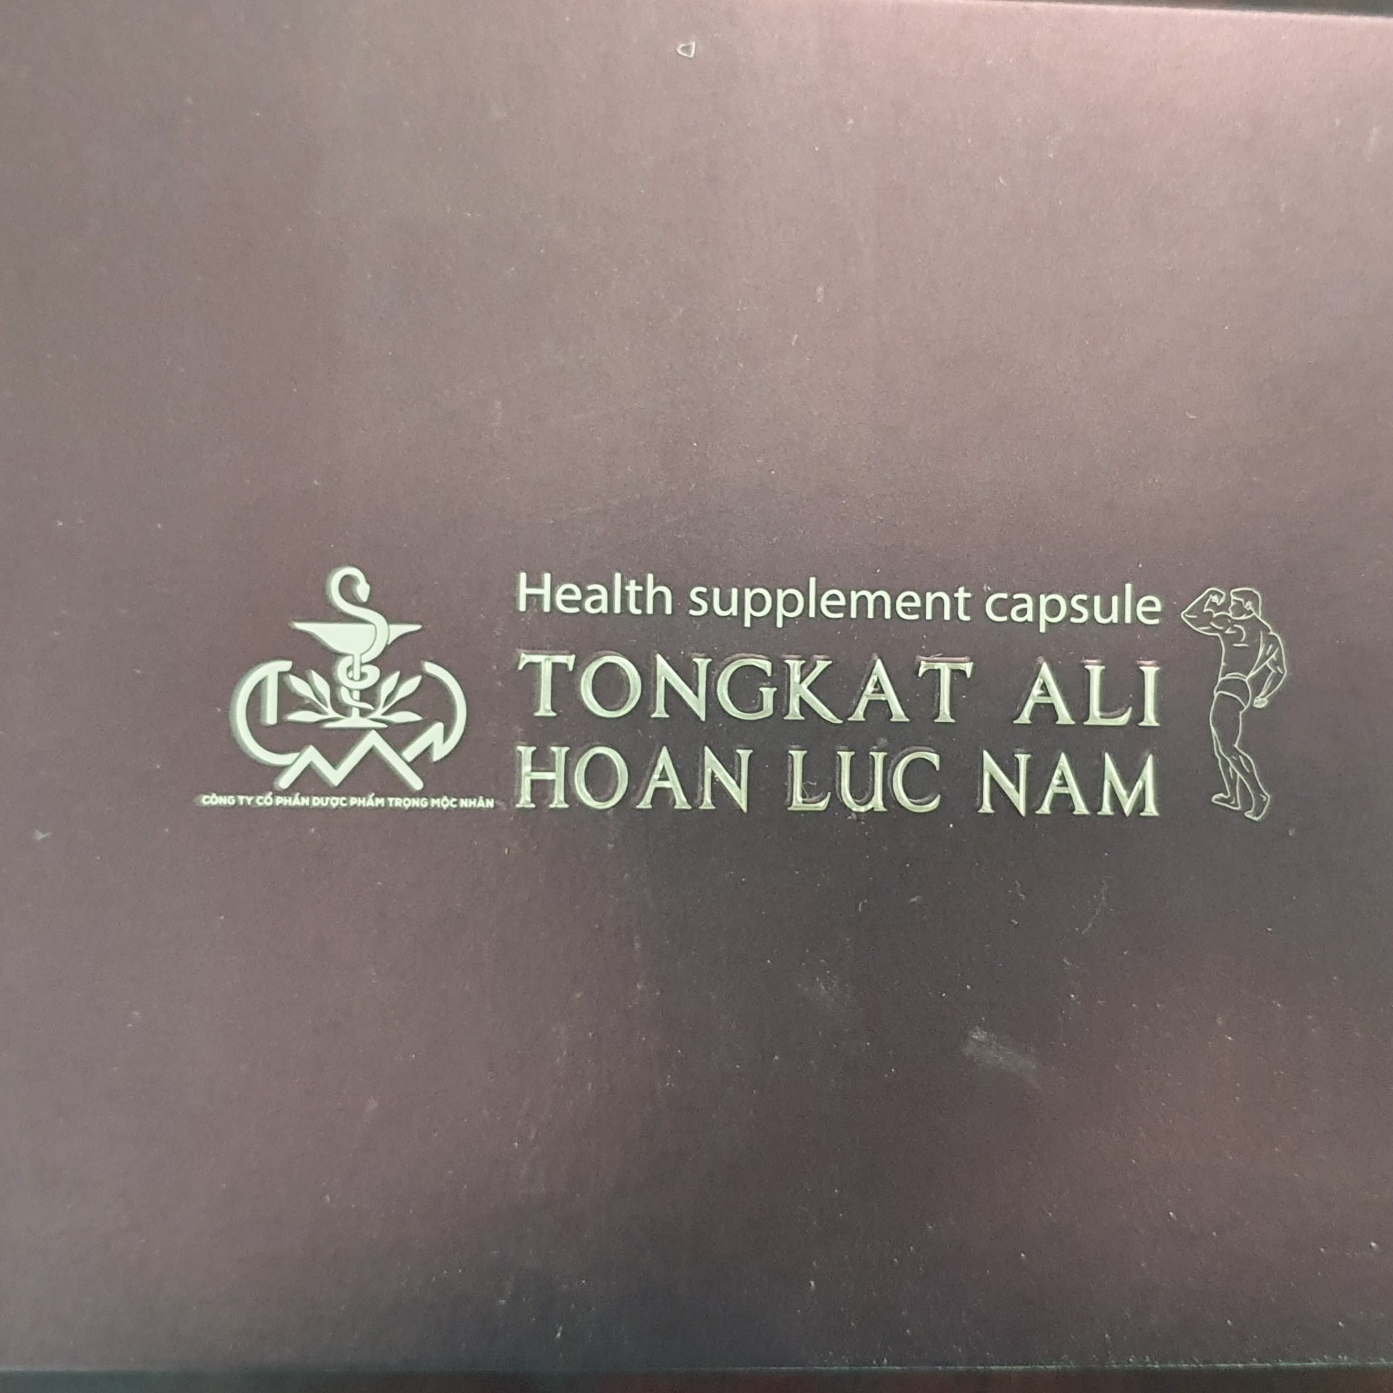 Health supplement capsule
TONGKAT ALI
HOAN LUC NAM
CÔNG TY CỔ PHẦN DƯỢC PHẨM TRỌNG MỘC NHÂN